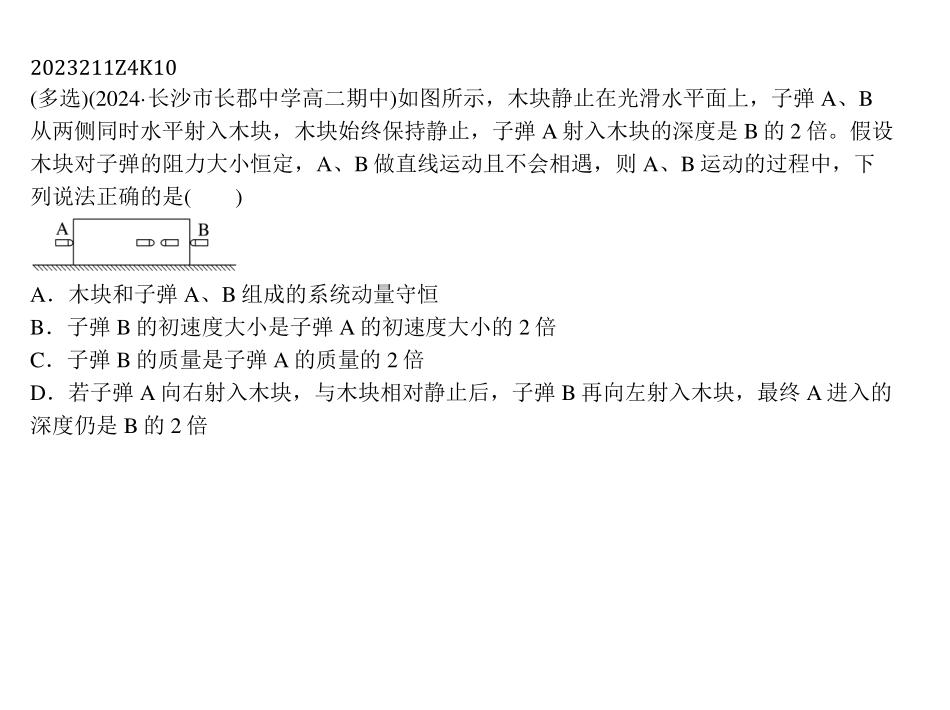 2023211Z4K10
(多选)(2024·长沙市长郡中学高二期中)如图所示，木块静止在光滑水平面上，子弹 A、B
从两侧同时水平射入木块，木块始终保持静止，子弹 A 射入木块的深度是 B 的 2 倍。假设
木块对子弹的阻力大小恒定，A、B 做直线运动且不会相遇，则 A、B 运动的过程中，下
列说法正确的是(　　)
A B
A．木块和子弹 A、B 组成的系统动量守恒
B．子弹 B 的初速度大小是子弹 A 的初速度大小的 2 倍
C．子弹 B 的质量是子弹 A 的质量的 2 倍
D．若子弹 A 向右射入木块，与木块相对静止后，子弹 B 再向左射入木块，最终 A 进入的
深度仍是 B 的 2 倍